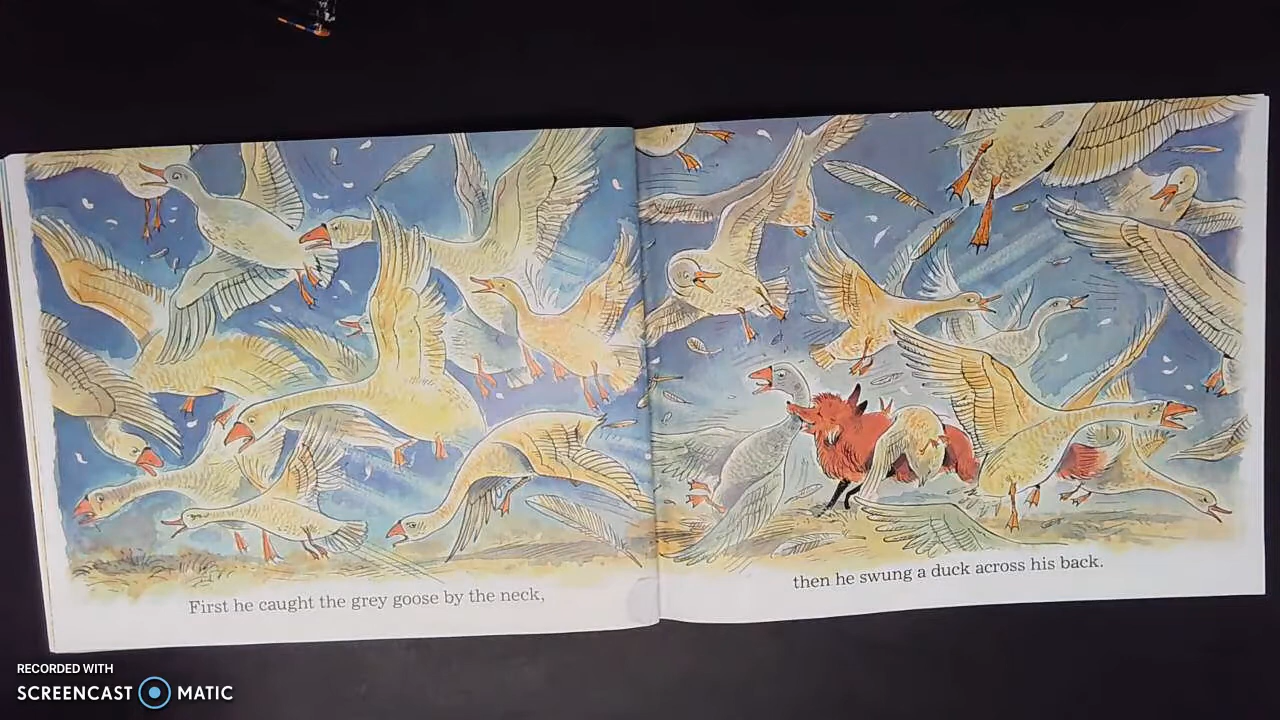 First he caught the grey goose by the neck,
then he swung a duck across his back.
RECORDED WITH
SCREENCAST MATIC